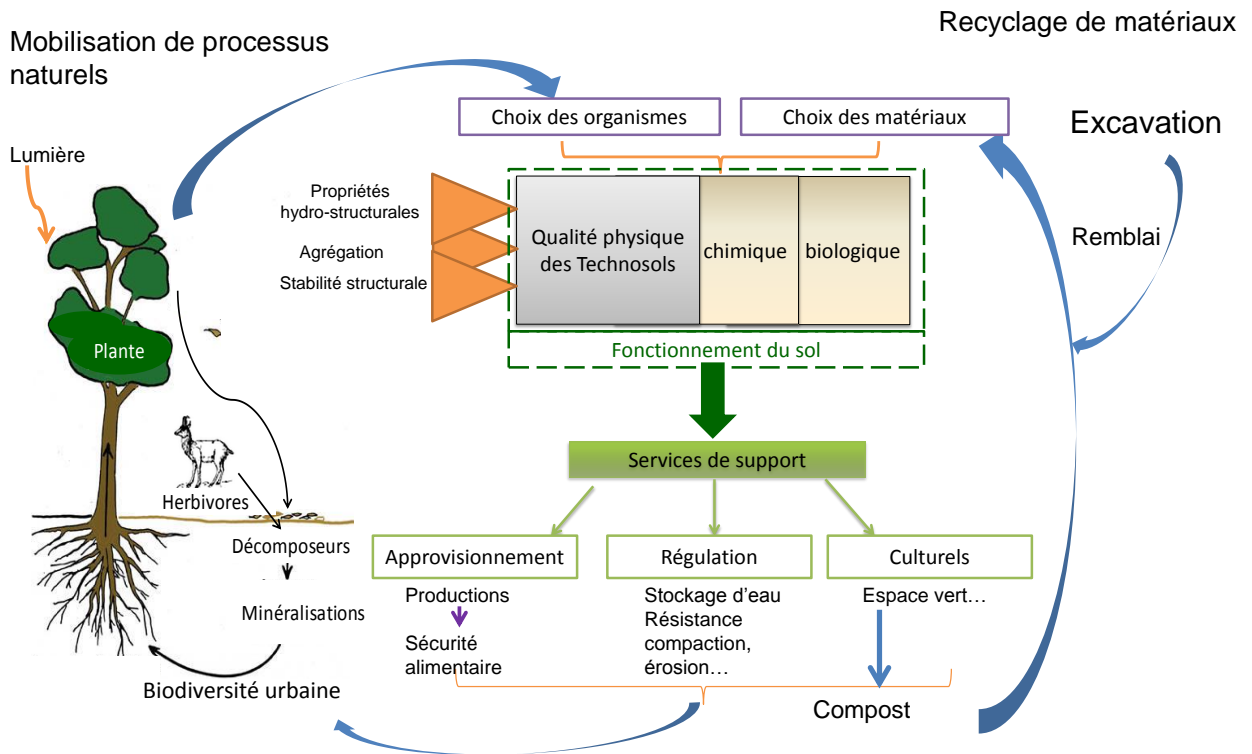 Mobilisation de processus
naturels
Recyclage de matériaux
Choix des organismes
Choix des matériaux
Excavation
Lumière
Propriétés
hydro-structurales
Agrégation
Stabilité structurale
Qualité physique
des Technosols
chimique
biologique
Remblai
Plante
Fonctionnement du sol
Services de support
Herbivores
Décomposeurs
Minéralisations
Biodiversité urbaine
Approvisionnement
Régulation
Culturels
Productions
Sécurité
alimentaire
Stockage d'eau
Résistance
compaction,
érosion…
Espace vert…
Compost